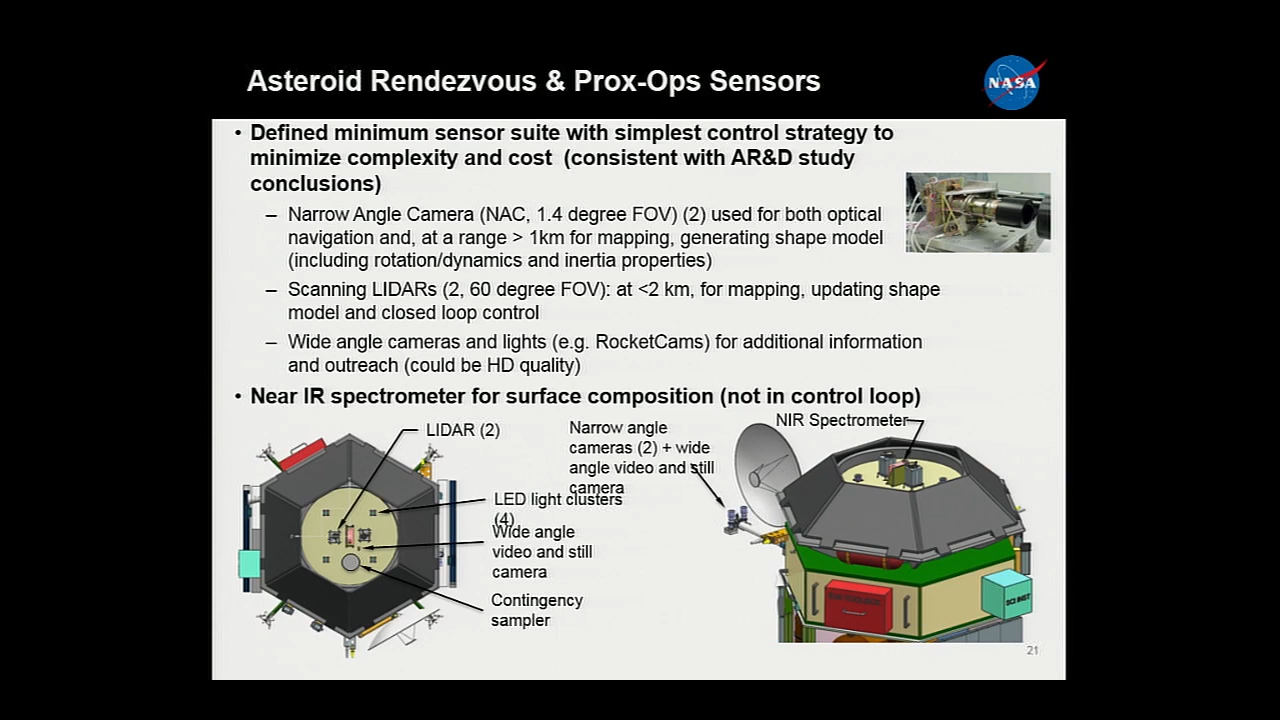 Asteroid Rendezvous & Prox-Ops Sensors
NASA
• Defined minimum sensor suite with simplest control strategy to
minimize complexity and cost (consistent with AR&D study
conclusions)
– Narrow Angle Camera (NAC, 1.4 degree FOV) (2) used for both optical
navigation and, at a range > 1km for mapping, generating shape model
(including rotation/dynamics and inertia properties)
– Scanning LIDARs (2, 60 degree FOV): at <2 km, for mapping, updating shape
model and closed loop control
– Wide angle cameras and lights (e.g. RocketCams) for additional information
and outreach (could be HD quality)
• Near IR spectrometer for surface composition (not in control loop)
LIDAR (2)
LED light clusters
(4)
Wide angle
video and still
camera
Contingency
sampler
Narrow angle
cameras (2) + wide
angle video and still
camera
NIR Spectrometer
SCI INST
21